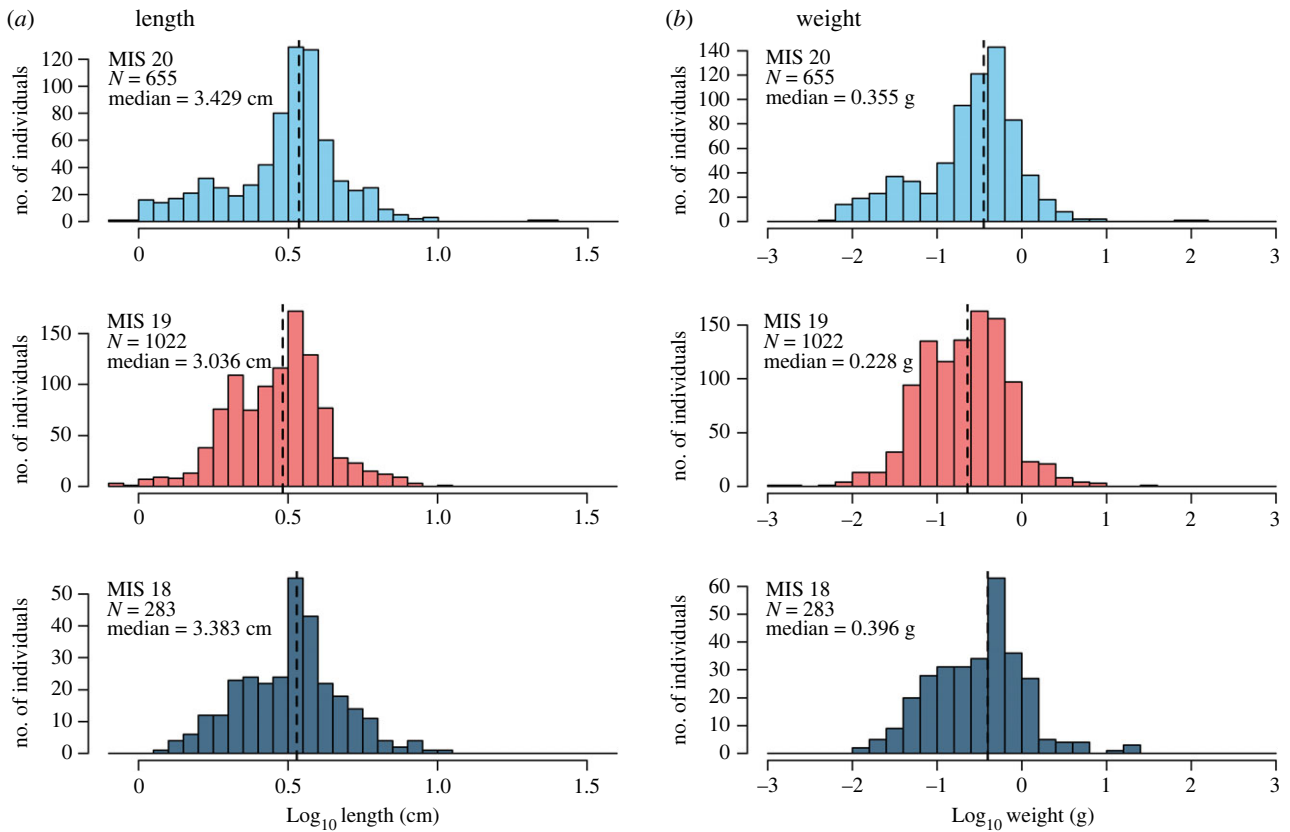 (a) length
MIS 20
N = 655
median = 3.429 cm
no. of individuals
120
100
80
60
40
20
0
0 0.5 1.0 1.5
MIS 19
N = 1022
median = 3.036 cm
no. of individuals
150
100
50
0
0 0.5 1.0 1.5
MIS 18
N = 283
median = 3.383 cm
no. of individuals
50
40
30
20
10
0
0 0.5 1.0 1.5
Log10 length (cm)
(b) weight
MIS 20
N = 655
median = 0.355 g
no. of individuals
140
120
100
80
60
40
20
0
–3 –2 –1 0 1 2 3
MIS 19
N = 1022
median = 0.228 g
no. of individuals
150
100
50
0
–3 –2 –1 0 1 2 3
MIS 18
N = 283
median = 0.396 g
no. of individuals
60
50
40
30
20
10
0
–3 –2 –1 0 1 2 3
Log10 weight (g)